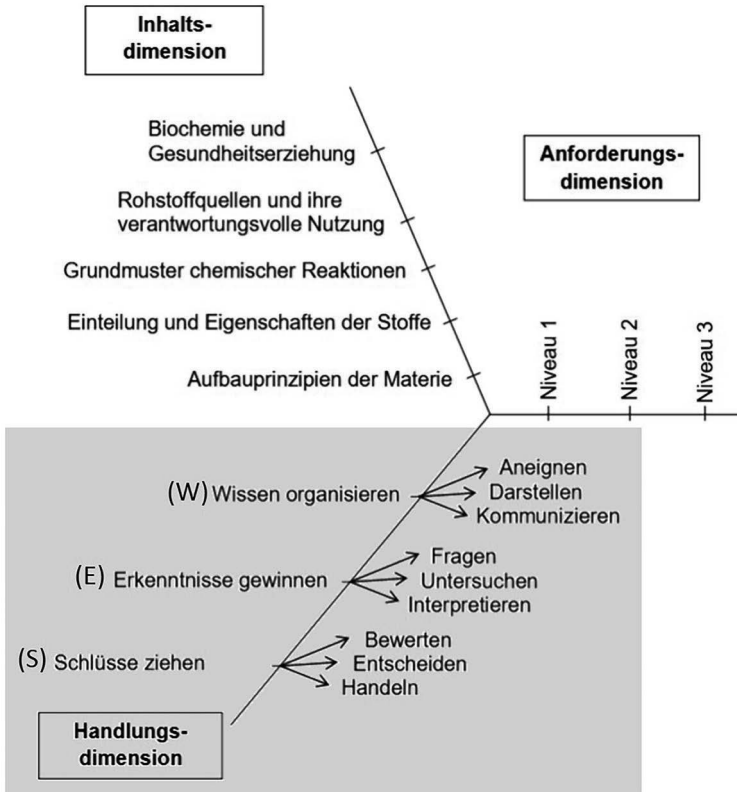 Inhalts-
dimension
Biochemie und
Gesundheitserziehung
Anforderungs-
dimension
Rohstoffquellen und ihre
verantwortungsvolle Nutzung
Grundmuster chemischer Reaktionen
Einteilung und Eigenschaften der Stoffe
Aufbauprinzipien der Materie
Niveau 1
Niveau 2
Niveau 3
(W) Wissen organisieren
Aneignen
Darstellen
Kommunizieren
(E) Erkenntnisse gewinnen
Fragen
Untersuchen
Interpretieren
(S) Schlüsse ziehen
Bewerten
Entscheiden
Handeln
Handlungs-
dimension